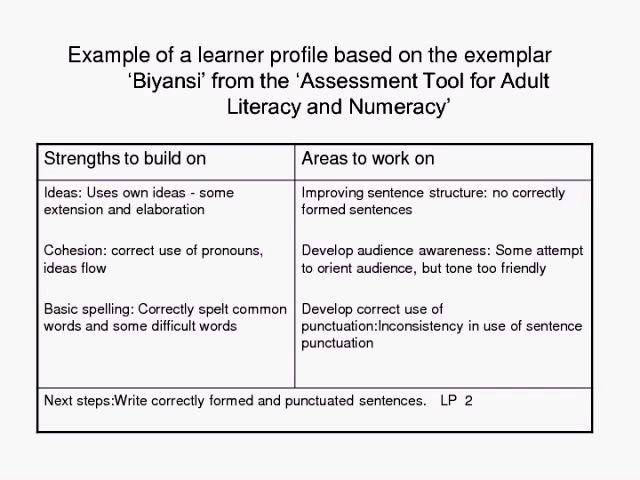 Example of a learner profile based on the exemplar
‘Biyansi’ from the ‘Assessment Tool for Adult
Literacy and Numeracy’
Strengths to build on
Areas to work on
Ideas: Uses own ideas - some
extension and elaboration
Cohesion: correct use of pronouns,
ideas flow
Basic spelling: Correctly spelt common
words and some difficult words
Improving sentence structure: no correctly
formed sentences
Develop audience awareness: Some attempt
to orient audience, but tone too friendly
Develop correct use of
punctuation:Inconsistency in use of sentence
punctuation
Next steps:Write correctly formed and punctuated sentences. LP 2